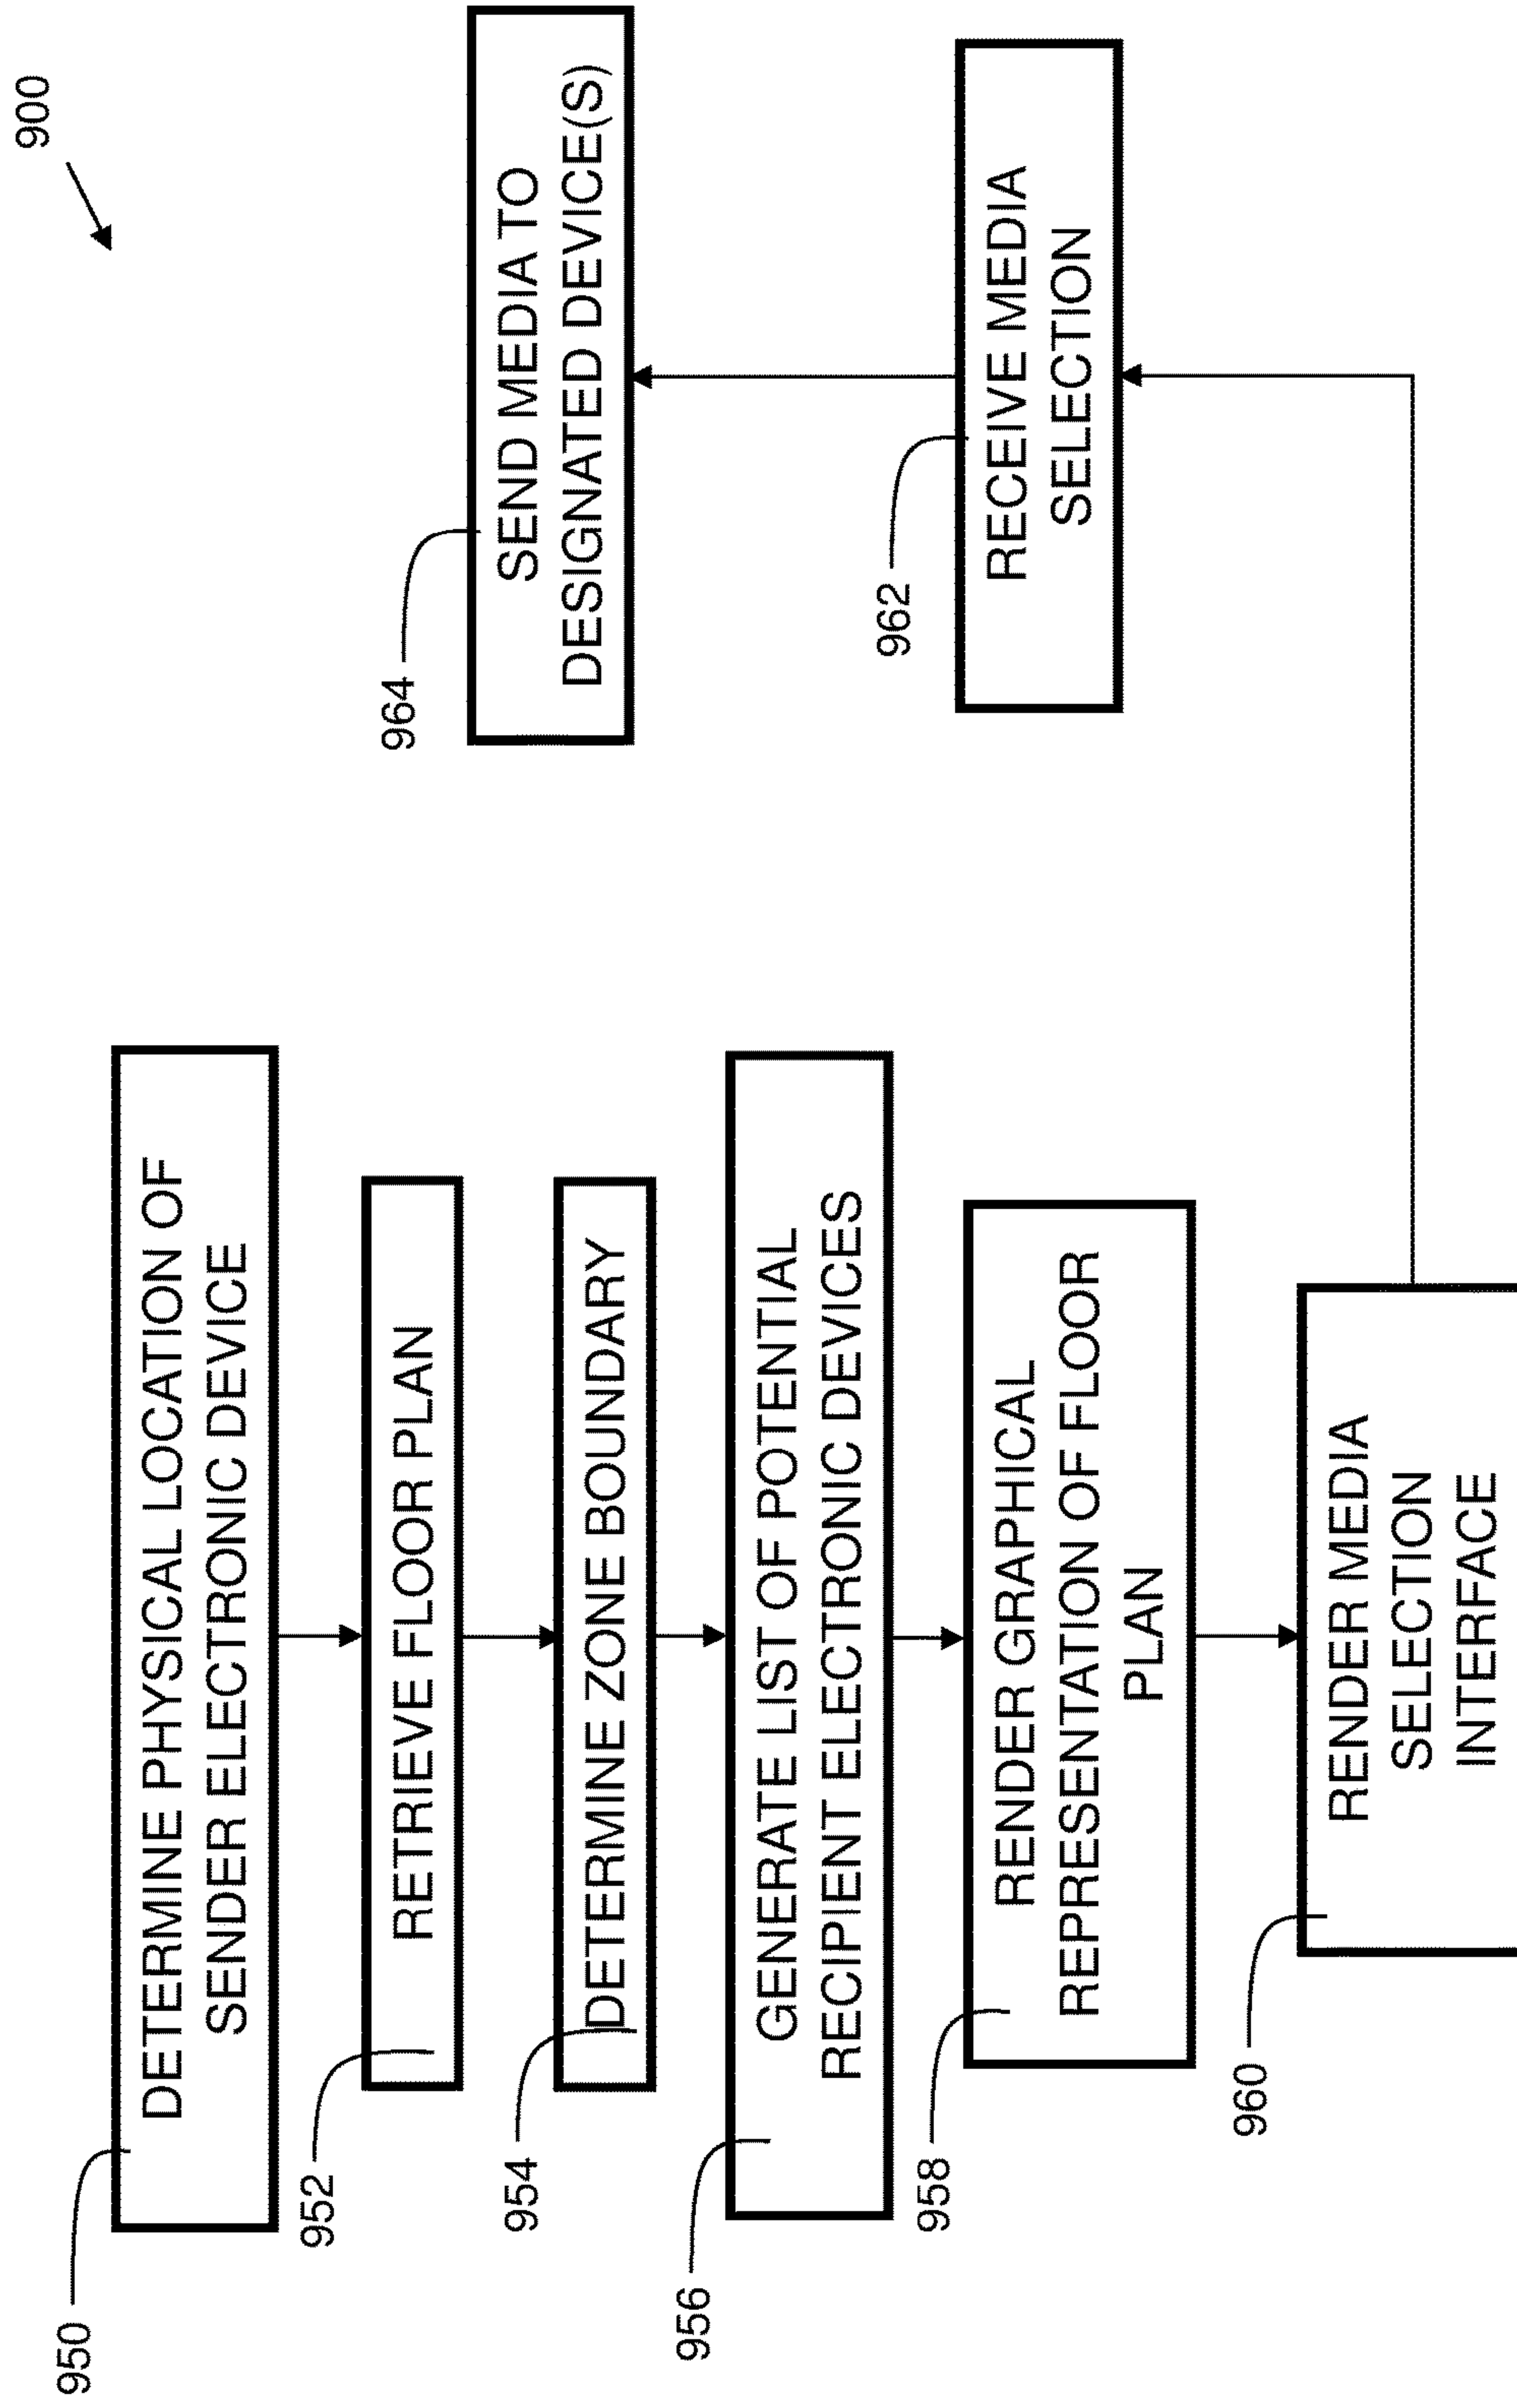 900
950
DETERMINE PHYSICAL LOCATION OF
SENDER ELECTRONIC DEVICE
952
RETRIEVE FLOOR PLAN
954
DETERMINE ZONE BOUNDARY
956
GENERATE LIST OF POTENTIAL
RECIPIENT ELECTRONIC DEVICES
958
RENDER GRAPHICAL
REPRESENTATION OF FLOOR
PLAN
960
RENDER MEDIA
SELECTION
INTERFACE
962
RECEIVE MEDIA
SELECTION
964
SEND MEDIA TO
DESIGNATED DEVICE(S)